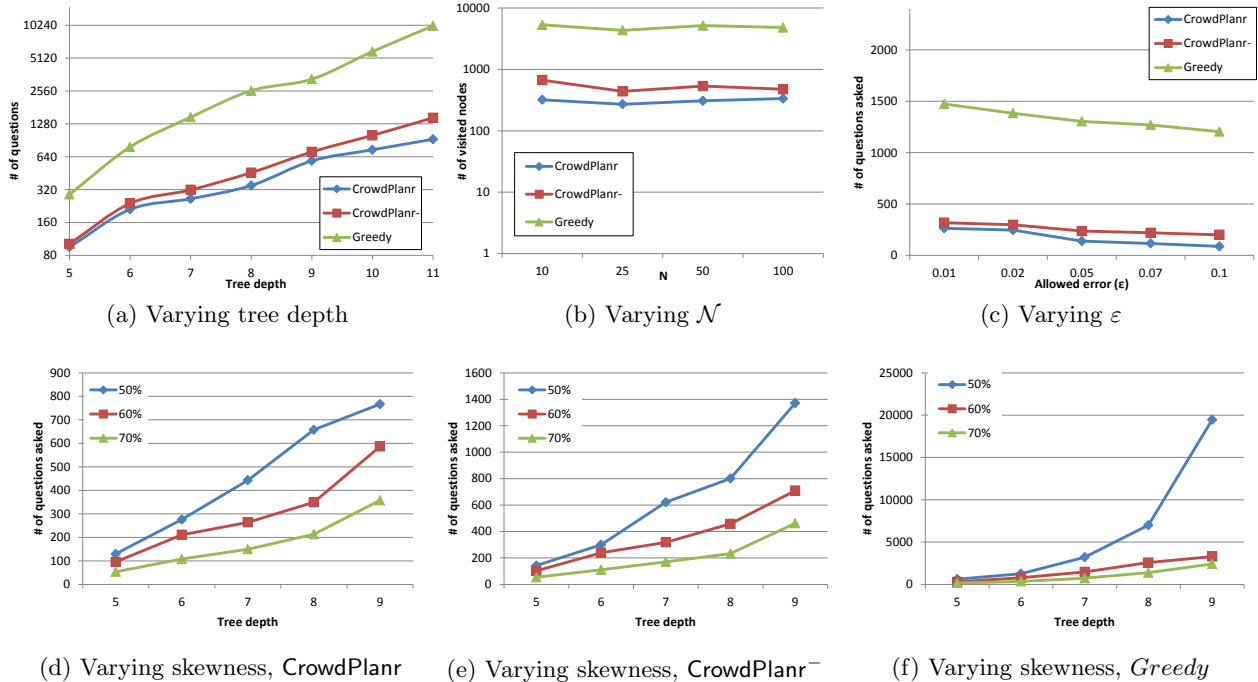 10240
5120
2560
1280
640
320
160
80
# of questions
CrowdPlanr
CrowdPlanr-
Greedy
5 6 7 8 9 10 11
Tree depth
(a) Varying tree depth
10000
1000
100
10
1
# of visited nodes
CrowdPlanr
CrowdPlanr-
Greedy
10 25 50 100
N
(b) Varying 𝒩
2000
1500
1000
500
0
# of questions asked
CrowdPlanr
CrowdPlanr-
Greedy
0.01 0.02 0.05 0.07 0.1
Allowed error (ε)
(c) Varying ε
900
800
700
600
500
400
300
200
100
0
# of questions asked
50%
60%
70%
5 6 7 8 9
Tree depth
(d) Varying skewness, CrowdPlanr
1600
1400
1200
1000
800
600
400
200
0
# of questions asked
50%
60%
70%
5 6 7 8 9
Tree depth
(e) Varying skewness, CrowdPlanr⁻
25000
20000
15000
10000
5000
0
# of questions asked
50%
60%
70%
5 6 7 8 9
Tree depth
(f) Varying skewness, Greedy